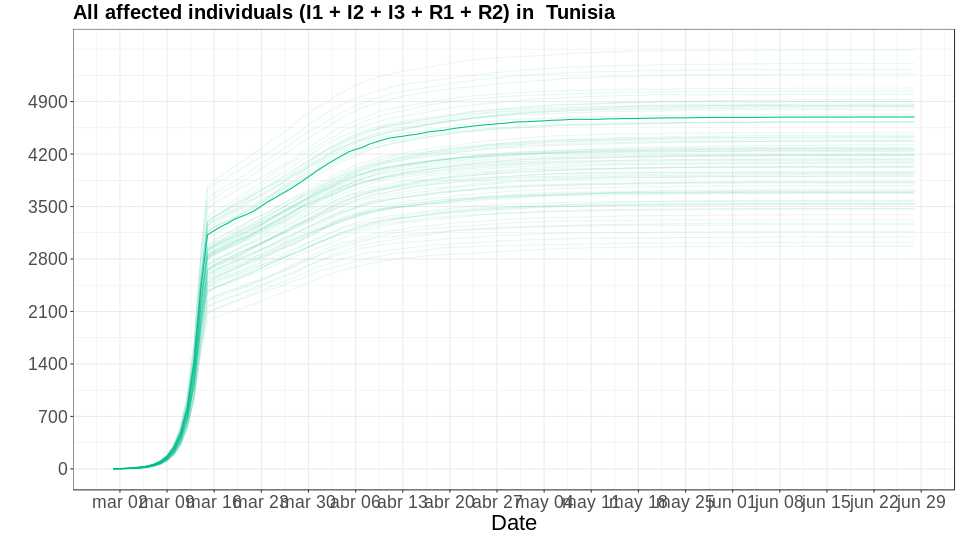 All affected individuals (I1 + I2 + I3 + R1 + R2) in  Tunisia
4900
4200
3500
2800
2100
1400
700
0
mar 02 mar 09 mar 16 mar 23 mar 30 abr 06 abr 13 abr 20 abr 27 may 04 may 11 may 18 may 25 jun 01 jun 08 jun 15 jun 22 jun 29
Date